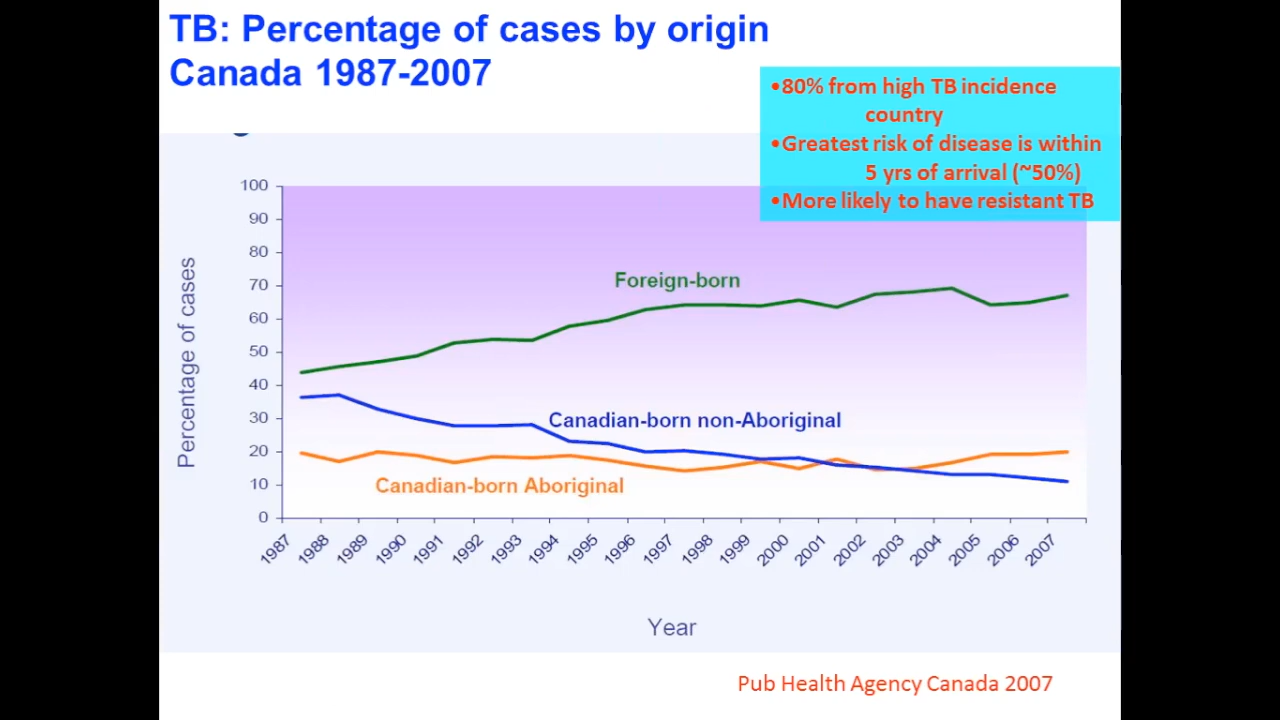 TB: Percentage of cases by origin
Canada 1987-2007
•80% from high TB incidence
country
•Greatest risk of disease is within
5 yrs of arrival (~50%)
•More likely to have resistant TB
100
90
80
70
60
50
40
30
20
10
0
Percentage of cases
Foreign-born
Canadian-born non-Aboriginal
Canadian-born Aboriginal
1987 1988 1989 1990 1991 1992 1993 1994 1995 1996 1997 1998 1999 2000 2001 2002 2003 2004 2005 2006 2007
Year
Pub Health Agency Canada 2007